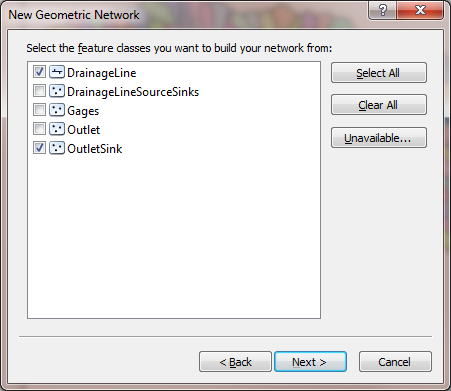 New Geometric Network
Select the feature classes you want to build your network from:
DrainageLine
DrainageLineSourceSinks
Gages
Outlet
OutletSink
Select All
Clear All
Unavailable...
< Back
Next >
Cancel